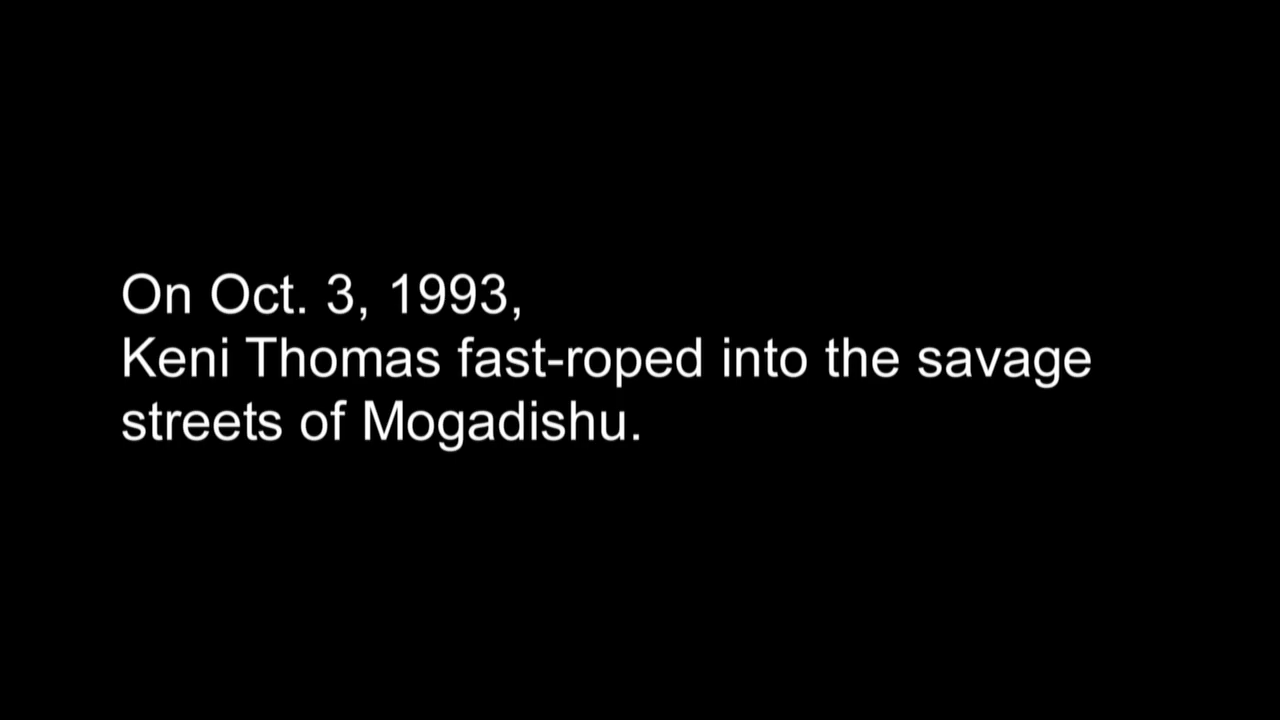 On Oct. 3, 1993,
Keni Thomas fast-roped into the savage
streets of Mogadishu.